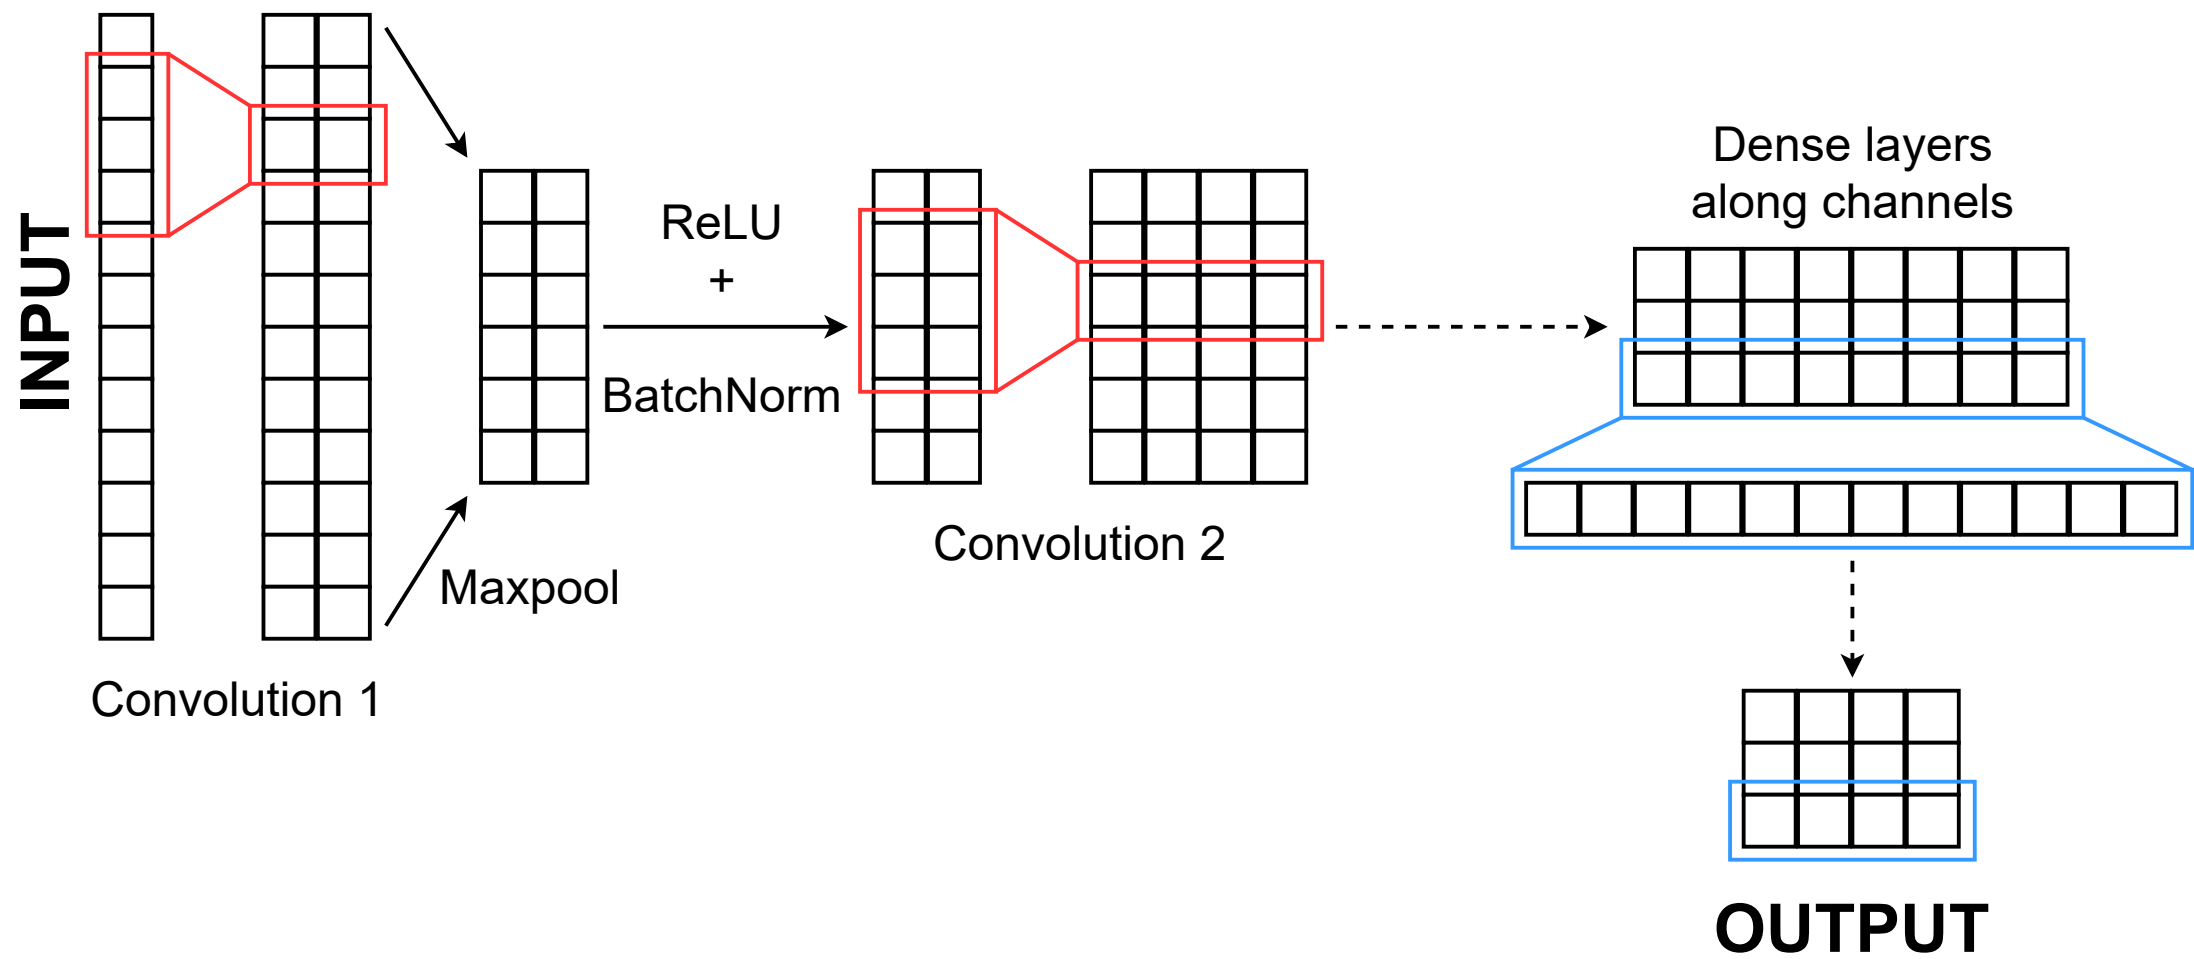 INPUT
Convolution 1
Maxpool
ReLU
+
BatchNorm
Convolution 2
Dense layers
along channels
OUTPUT